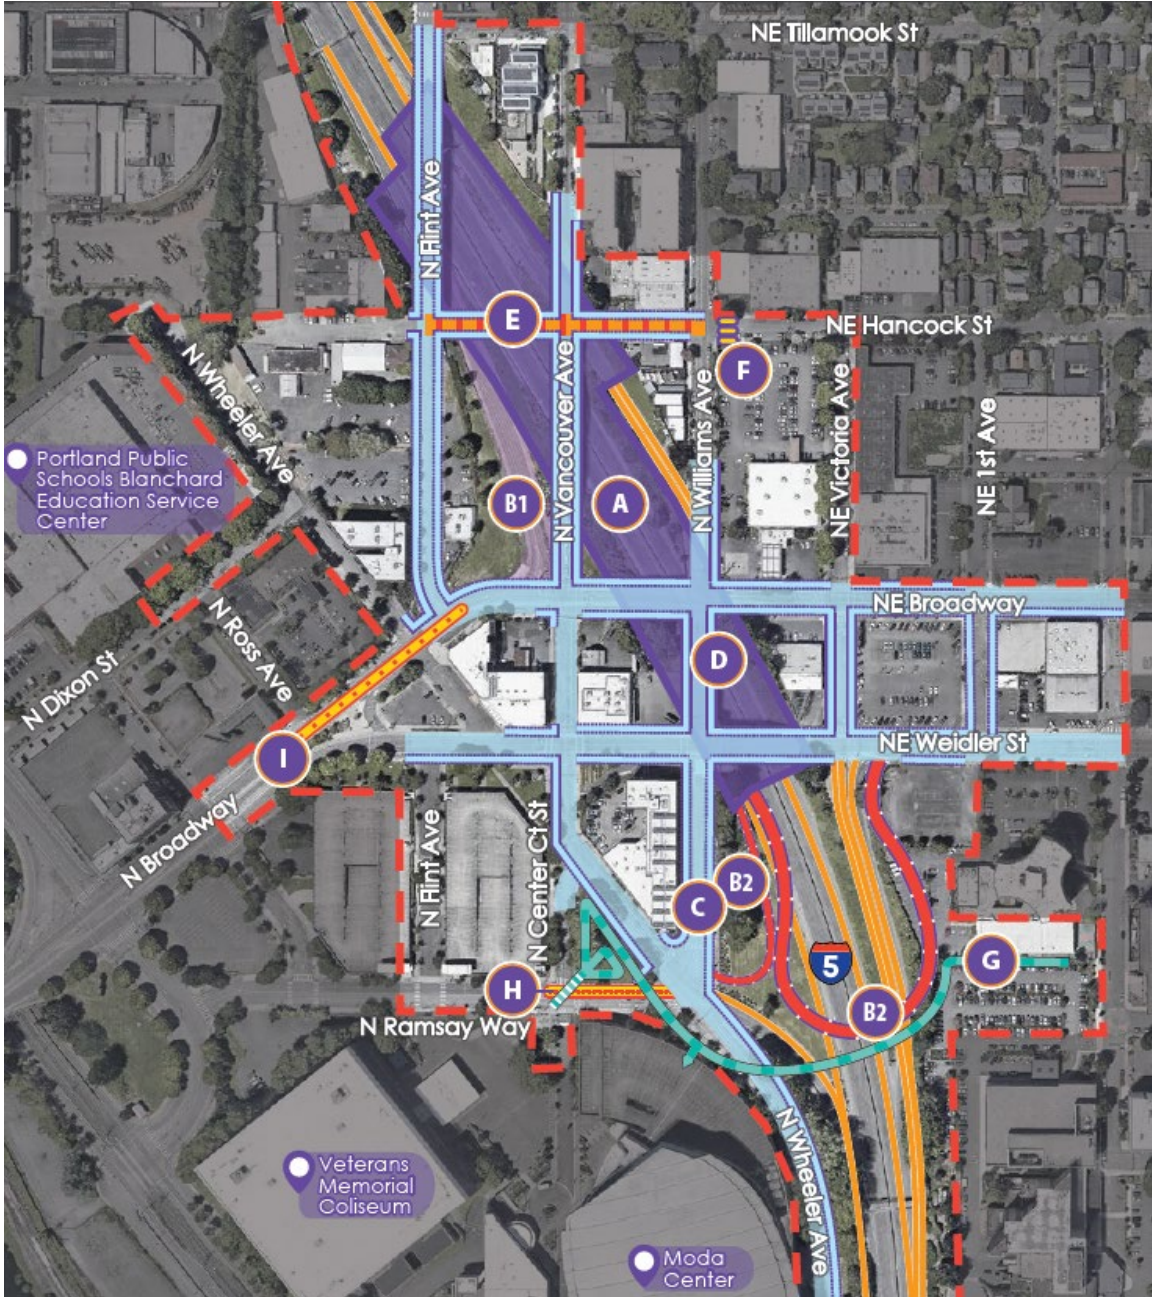 NE Tillamook St
N Flint Ave
E
NE Hancock St
F
N Wheeler Ave
N Vancouver Ave
N Williams Ave
NE Victoria Ave
NE 1st Ave
Portland Public
Schools Blanchard
Education Service
Center
B1
A
NE Broadway
N Ross Ave
N Dixon St
D
NE Weidler St
I
N Broadway
N Flint Ave
N Center Ct St
B2
C
5
G
H
B2
N Ramsay Way
N Wheeler Ave
Veterans
Memorial
Coliseum
Moda
Center